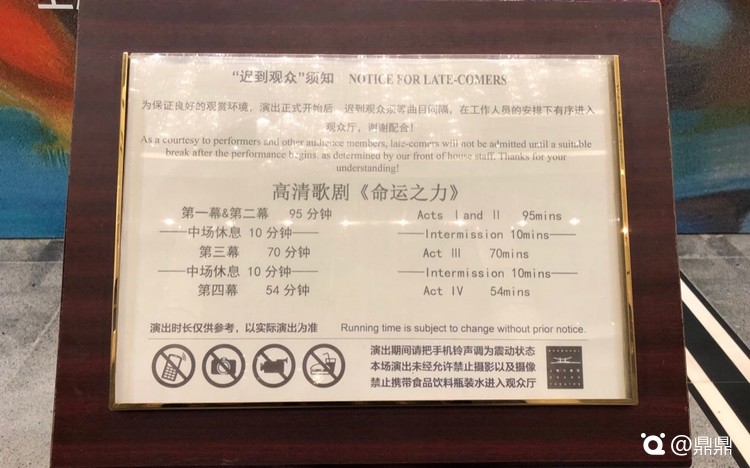 “迟到观众”须知 NOTICE FOR LATE-COMERS
为保证良好的观赏环境，演出正式开始后，迟到观众须等曲目间隔，在工作人员的安排下有序进入
观众厅，谢谢配合！
As a courtesy to performers and other audience members, late-comers will not be admitted until a suitable
break after the performance begins, as determined by our front of house staff. Thanks for your
understanding!
高清歌剧《命运之力》
第一幕&第二幕 95 分钟 Acts Ⅰ and Ⅱ 95mins
——中场休息 10 分钟—— ——Intermission 10mins——
第三幕 70 分钟 Act Ⅲ 70mins
——中场休息 10 分钟—— ——Intermission 10mins——
第四幕 54 分钟 Act IV 54mins
演出时长仅供参考，以实际演出为准 Running time is subject to change without prior notice.
演出期间请把手机铃声调为震动状态
本场演出未经允许禁止摄影以及摄像
禁止携带食品饮料瓶装水进入观众厅
@鼎鼎